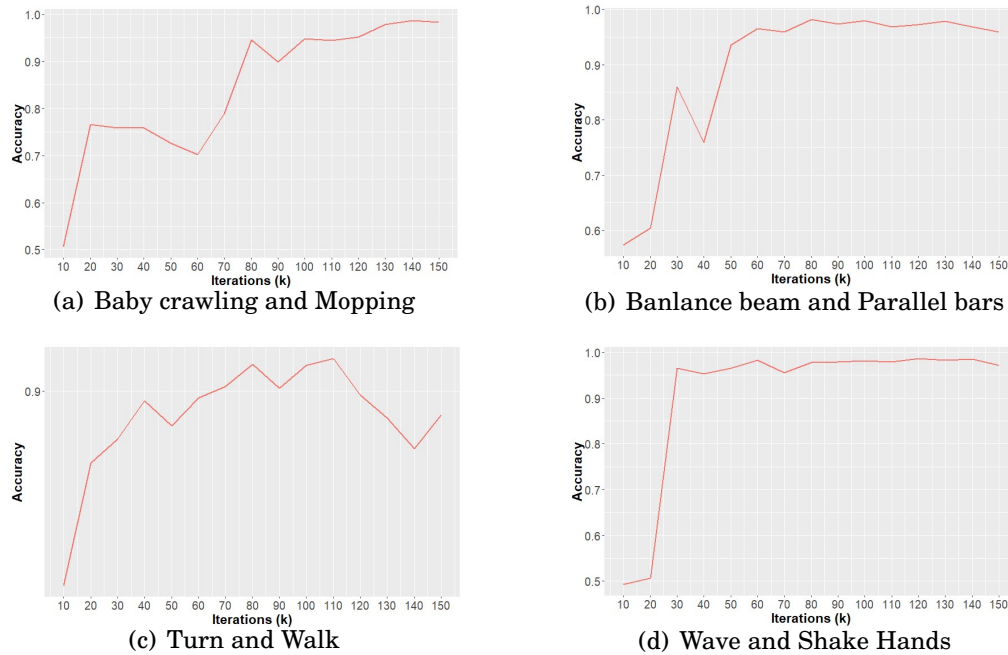 1.0
0.9
0.8
0.7
0.6
0.5
Accuracy
10 20 30 40 50 60 70 80 90 100 110 120 130 140 150
Iterations (k)
(a) Baby crawling and Mopping
1.0
0.9
0.8
0.7
0.6
Accuracy
10 20 30 40 50 60 70 80 90 100 110 120 130 140 150
Iterations (k)
(b) Banlance beam and Parallel bars
0.9
Accuracy
10 20 30 40 50 60 70 80 90 100 110 120 130 140 150
Iterations (k)
(c) Turn and Walk
1.0
0.9
0.8
0.7
0.6
0.5
Accuracy
10 20 30 40 50 60 70 80 90 100 110 120 130 140 150
Iterations (k)
(d) Wave and Shake Hands